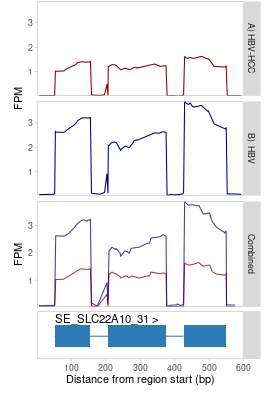 3
2
1
A) HBV-HCC
FPM
3
2
1
B) HBV
3
2
1
Combined
FPM
SE_SLC22A10_31 >
100 200 300 400 500 600
Distance from region start (bp)